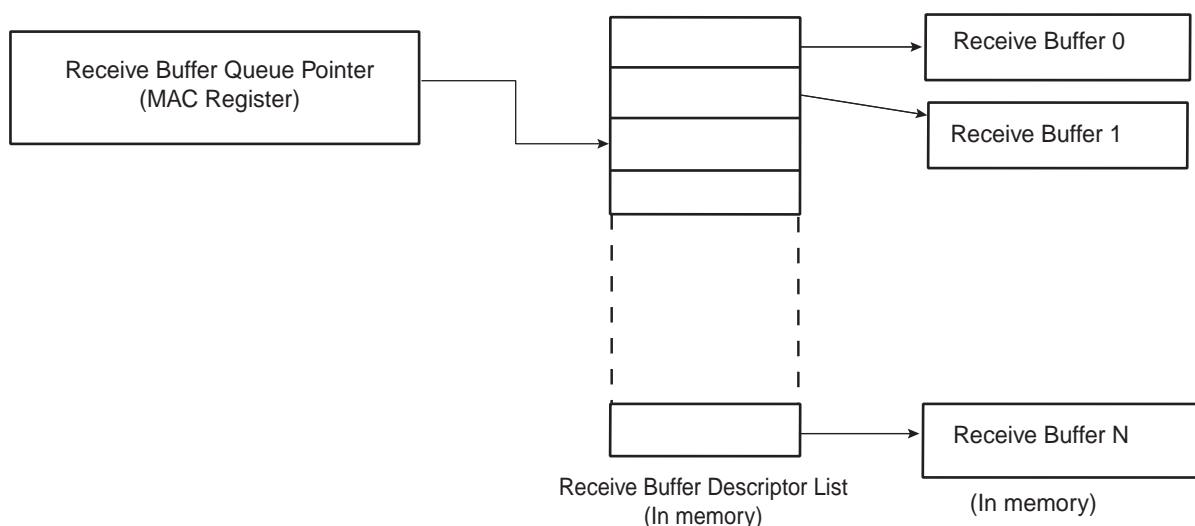 Receive Buffer Queue Pointer
(MAC Register)
Receive Buffer 0
Receive Buffer 1
Receive Buffer N
Receive Buffer Descriptor List
(In memory)
(In memory)